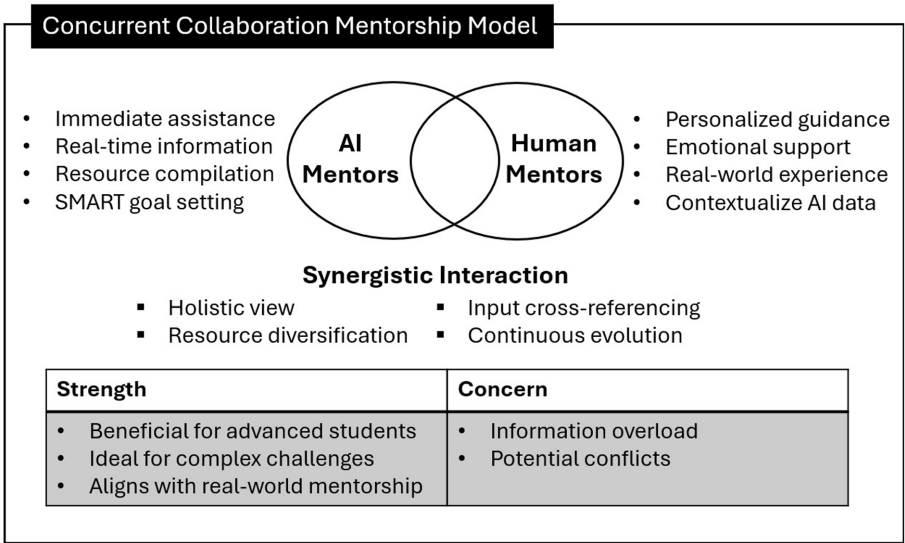 Concurrent Collaboration Mentorship Model
• Immediate assistance
• Real-time information
• Resource compilation
• SMART goal setting
AI
Mentors
Human
Mentors
• Personalized guidance
• Emotional support
• Real-world experience
• Contextualize AI data
Synergistic Interaction
▪ Holistic view
▪ Resource diversification
▪ Input cross-referencing
▪ Continuous evolution
Strength
• Beneficial for advanced students
• Ideal for complex challenges
• Aligns with real-world mentorship
Concern
• Information overload
• Potential conflicts